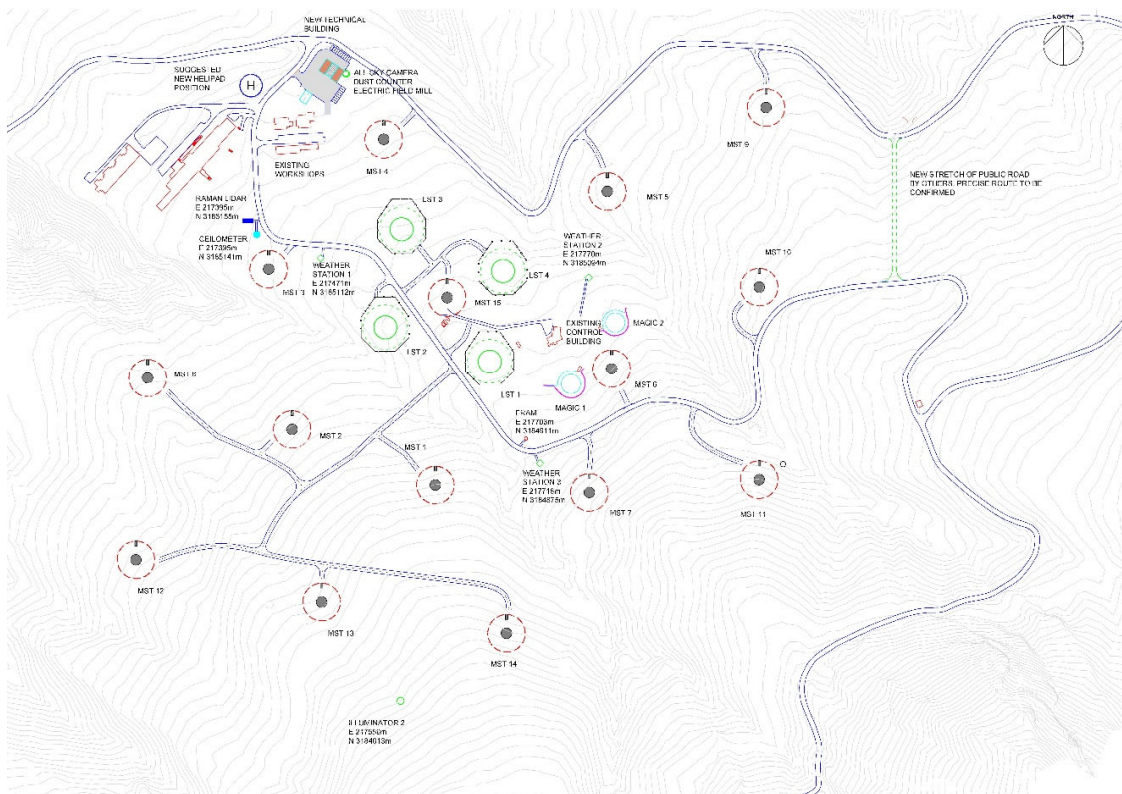 NORTH
NEW TECHNICAL
BUILDING
SUGGESTED
NEW HELIPAD
POSITION
H
ALL SKY CAMERA
DUST COUNTER
ELECTRIC FIELD MILL
MST 9
MST 4
EXISTING
WORKSHOPS
NEW STRETCH OF PUBLIC ROAD
BY OTHERS, PRECISE ROUTE TO BE
CONFIRMED
MST 5
RAMAN LIDAR
E 217395m
N 3185155m
LST 3
CEILOMETER
E 217395m
N 3185141m
WEATHER
STATION 2
E 217770m
N 3185094m
MST 10
WEATHER
STATION 1
E 217471m
N 3185112m
LST 4
MST 3
MST 15
EXISTING
CONTROL
BUILDING
MAGIC 2
LST 2
MST 8
MST 6
LST 1
MAGIC 1
FRAM
E 217703m
N 3184911m
MST 2
MST 1
WEATHER
STATION 3
E 217716m
N 3184875m
MST 7
MST 11
MST 12
MST 13
MST 14
ILLUMINATOR 2
E 217550m
N 3184613m